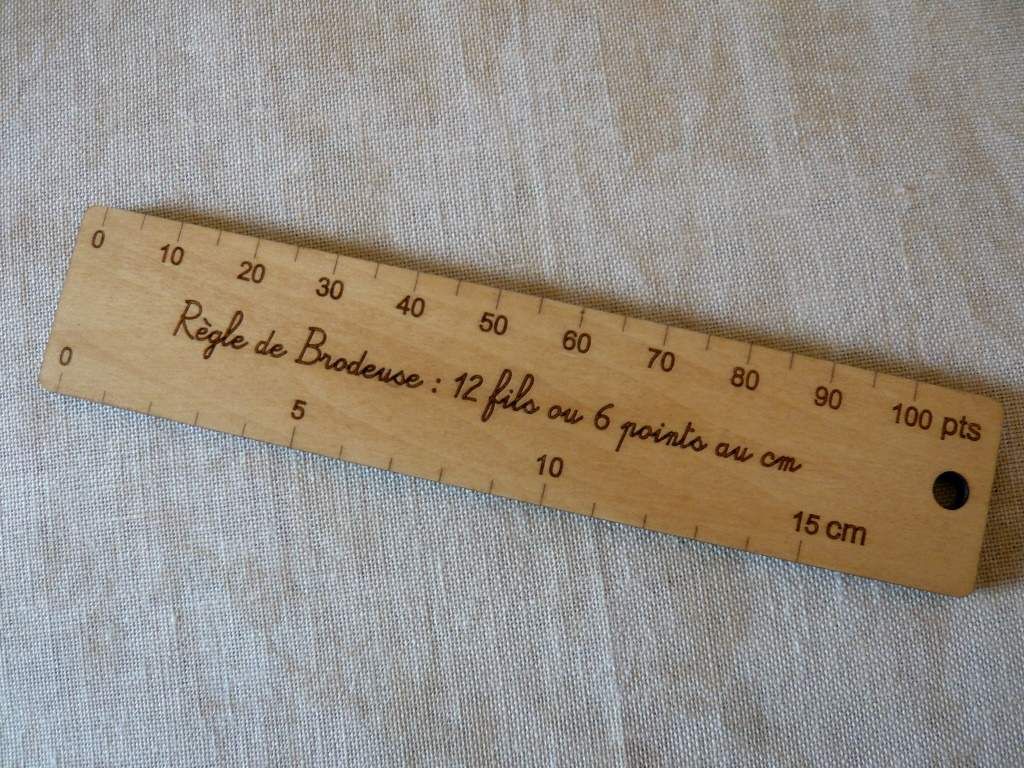 0 10 20 30 40 50 60 70 80 90 100 pts
Règle de Brodeuse : 12 fils ou 6 points au cm
0 5 10 15 cm